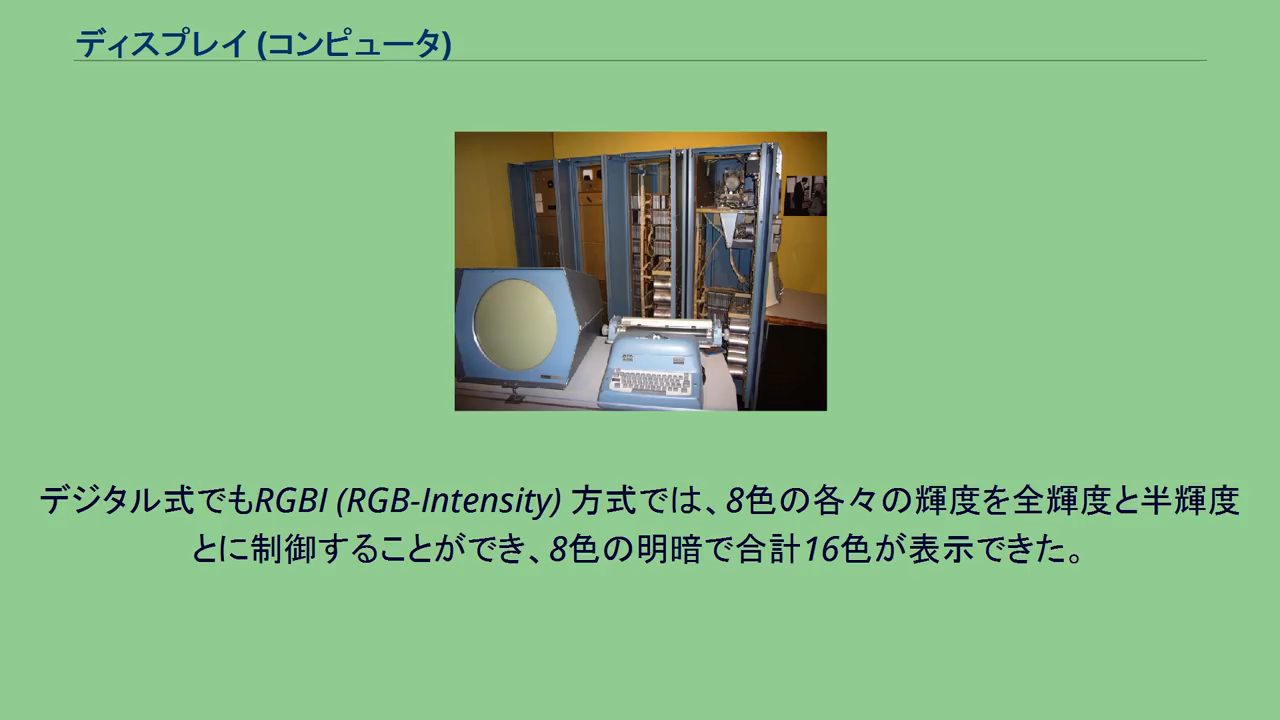 ディスプレイ (コンピュータ)
デジタル式でもRGBI (RGB-Intensity) 方式では、8色の各々の輝度を全輝度と半輝度
とに制御することができ、8色の明暗で合計16色が表示できた。